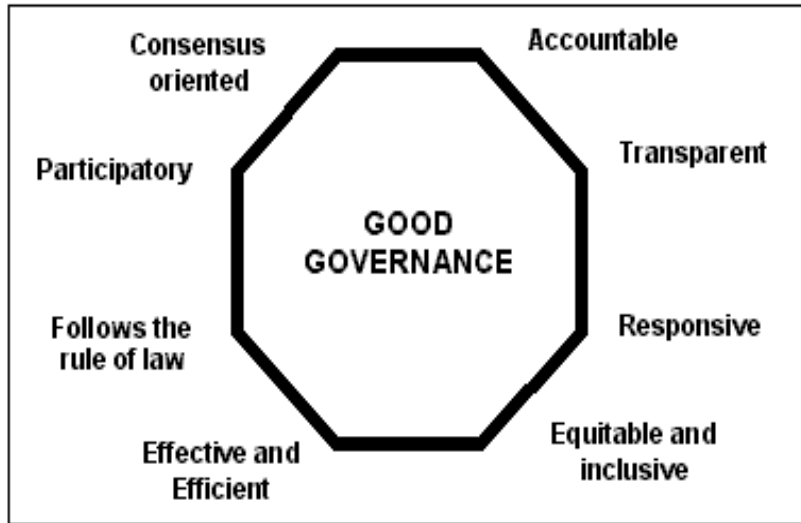 Consensus
oriented
Accountable
Participatory
Transparent
GOOD
GOVERNANCE
Follows the
rule of law
Responsive
Effective and
Efficient
Equitable and
inclusive